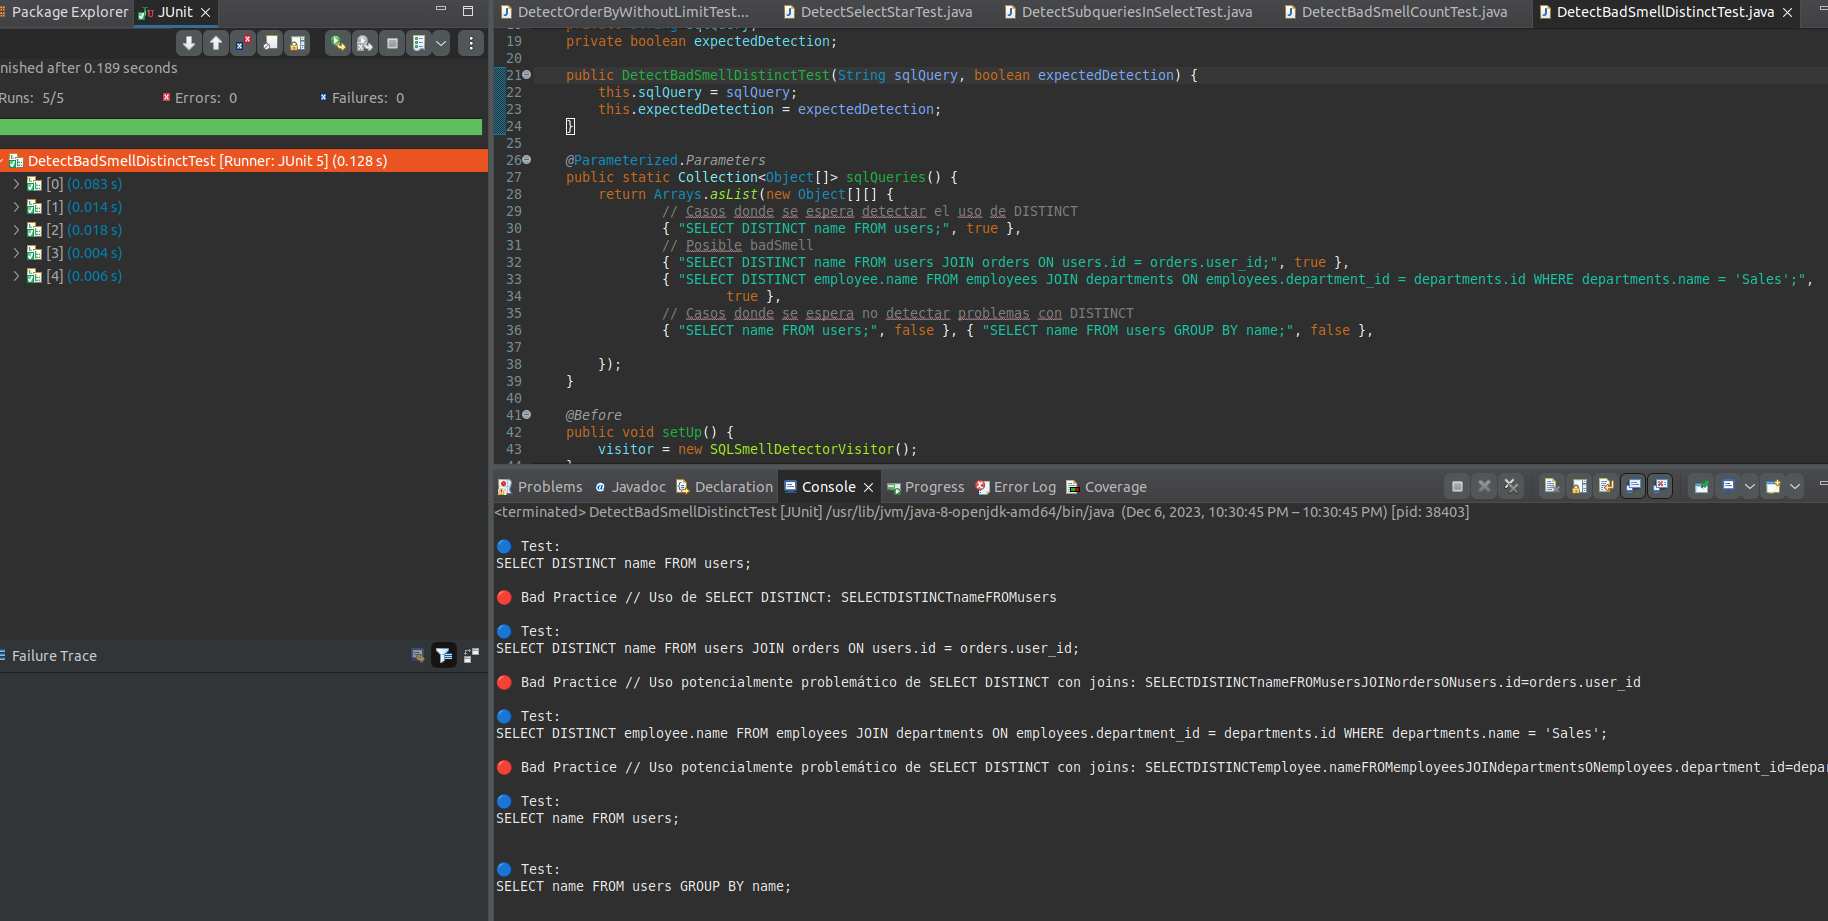 Package Explorer
JUnit
nished after 0.189 seconds
Runs: 5/5
Errors: 0
Failures: 0
DetectBadSmellDistinctTest [Runner: JUnit 5] (0.128 s)
[0] (0.083 s)
[1] (0.014 s)
[2] (0.018 s)
[3] (0.004 s)
[4] (0.006 s)
Failure Trace
DetectOrderByWithoutLimitTest...
DetectSelectStarTest.java
DetectSubqueriesInSelectTest.java
DetectBadSmellCountTest.java
DetectBadSmellDistinctTest.java
19 private boolean expectedDetection;
20
21 public DetectBadSmellDistinctTest(String sqlQuery, boolean expectedDetection) {
22 this.sqlQuery = sqlQuery;
23 this.expectedDetection = expectedDetection;
24 }
25
26 @Parameterized.Parameters
27 public static Collection<Object[]> sqlQueries() {
28 return Arrays.asList(new Object[][] {
29 // Casos donde se espera detectar el uso de DISTINCT
30 { "SELECT DISTINCT name FROM users;", true },
31 // Posible badSmell
32 { "SELECT DISTINCT name FROM users JOIN orders ON users.id = orders.user_id;", true },
33 { "SELECT DISTINCT employee.name FROM employees JOIN departments ON employees.department_id = departments.id WHERE departments.name = 'Sales';",
34 true },
35 // Casos donde se espera no detectar problemas con DISTINCT
36 { "SELECT name FROM users;", false }, { "SELECT name FROM users GROUP BY name;", false },
37
38 });
39 }
40
41 @Before
42 public void setUp() {
43 visitor = new SQLSmellDetectorVisitor();
Problems
Javadoc
Declaration
Console
Progress
Error Log
Coverage
<terminated> DetectBadSmellDistinctTest [JUnit] /usr/lib/jvm/java-8-openjdk-amd64/bin/java (Dec 6, 2023, 10:30:45 PM – 10:30:45 PM) [pid: 38403]
Test:
SELECT DISTINCT name FROM users;
Bad Practice // Uso de SELECT DISTINCT: SELECTDISTINCTnameFROMusers
Test:
SELECT DISTINCT name FROM users JOIN orders ON users.id = orders.user_id;
Bad Practice // Uso potencialmente problemático de SELECT DISTINCT con joins: SELECTDISTINCTnameFROMusersJOINordersONusers.id=orders.user_id
Test:
SELECT DISTINCT employee.name FROM employees JOIN departments ON employees.department_id = departments.id WHERE departments.name = 'Sales';
Bad Practice // Uso potencialmente problemático de SELECT DISTINCT con joins: SELECTDISTINCTemployee.nameFROMemployeesJOINdepartmentsONemployees.department_id=depar
Test:
SELECT name FROM users;
Test:
SELECT name FROM users GROUP BY name;